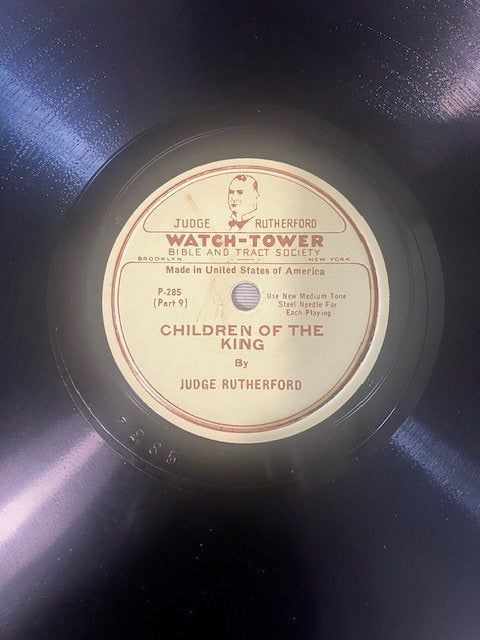 JUDGE RUTHERFORD
WATCH-TOWER
BIBLE AND TRACT SOCIETY
BROOKLYN NEW YORK
Made in United States of America
P-285
(Part 9)
Use New Medium Tone
Steel Needle For
Each Playing
CHILDREN OF THE
KING
By
JUDGE RUTHERFORD